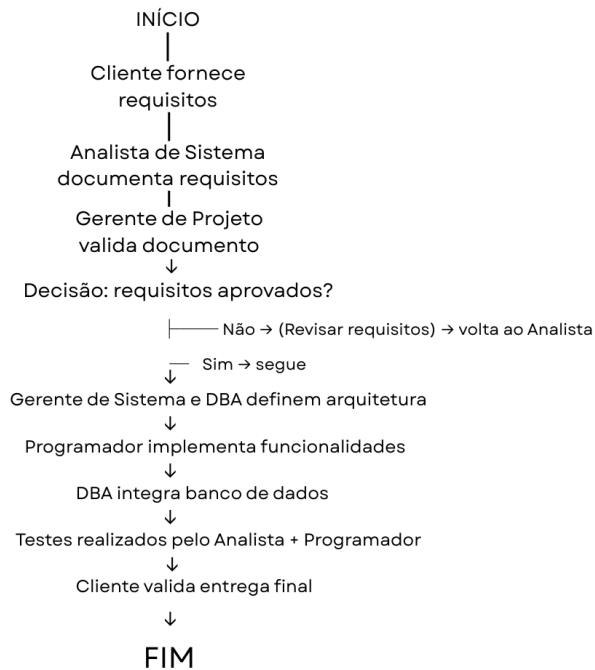 INÍCIO
Cliente fornece
requisitos
Analista de Sistema
documenta requisitos
Gerente de Projeto
valida documento
↓
Decisão: requisitos aprovados?
Não → (Revisar requisitos) → volta ao Analista
Sim → segue
↓
Gerente de Sistema e DBA definem arquitetura
↓
Programador implementa funcionalidades
↓
DBA integra banco de dados
↓
Testes realizados pelo Analista + Programador
↓
Cliente valida entrega final
↓
FIM